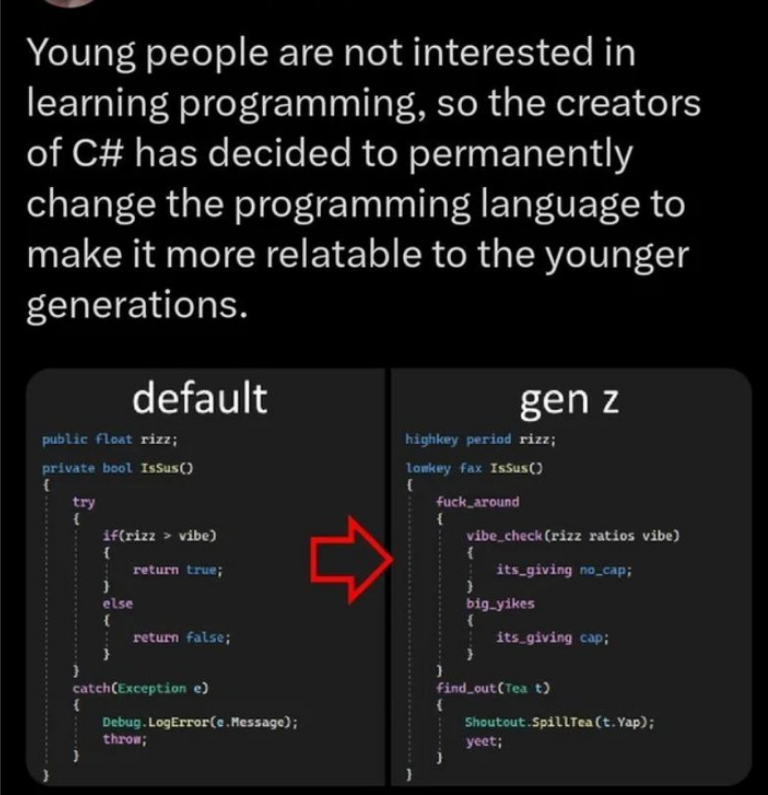 Young people are not interested in
learning programming, so the creators
of C# has decided to permanently
change the programming language to
make it more relatable to the younger
generations.
default
public float rizz;
private bool IsSus()
{
try
{
if(rizz > vibe)
{
return true;
}
else
{
return false;
}
}
catch(Exception e)
{
Debug.LogError(e.Message);
throw;
}
}
gen z
highkey period rizz;
lowkey fax IsSus()
{
fuck_around
{
vibe_check(rizz ratios vibe)
{
its_giving no_cap;
}
big_yikes
{
its_giving cap;
}
}
find_out(Tea t)
{
Shoutout.SpillTea(t.Yap);
yeet;
}
}